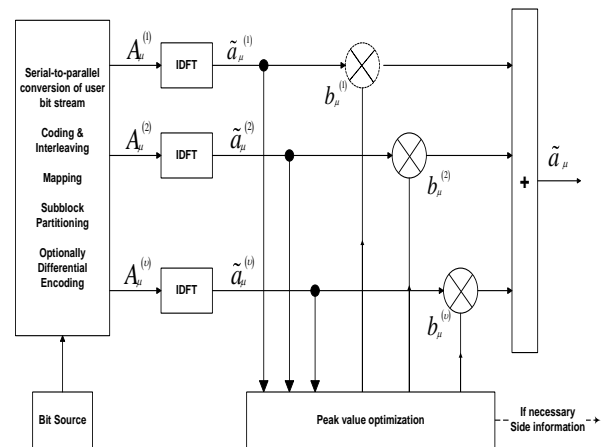 Serial-to-parallel
conversion of user
bit stream
Coding &
Interleaving
Mapping
Subblock
Partitioning
Optionally
Differential
Encoding
A_μ^(1)
IDFT
ã_μ^(1)
b_μ^(1)
A_μ^(2)
IDFT
ã_μ^(2)
b_μ^(2)
A_μ^(υ)
IDFT
ã_μ^(υ)
b_μ^(υ)
+
ã_μ
Bit Source
Peak value optimization
If necessary
Side information